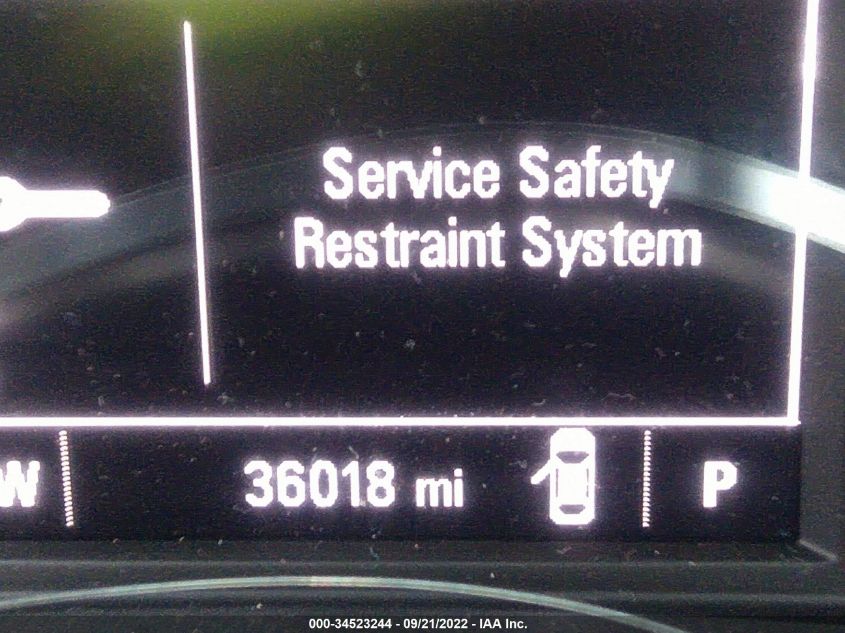 Service Safety
Restraint System
W
36018 mi
P
000-34523244 - 09/21/2022 - IAA Inc.